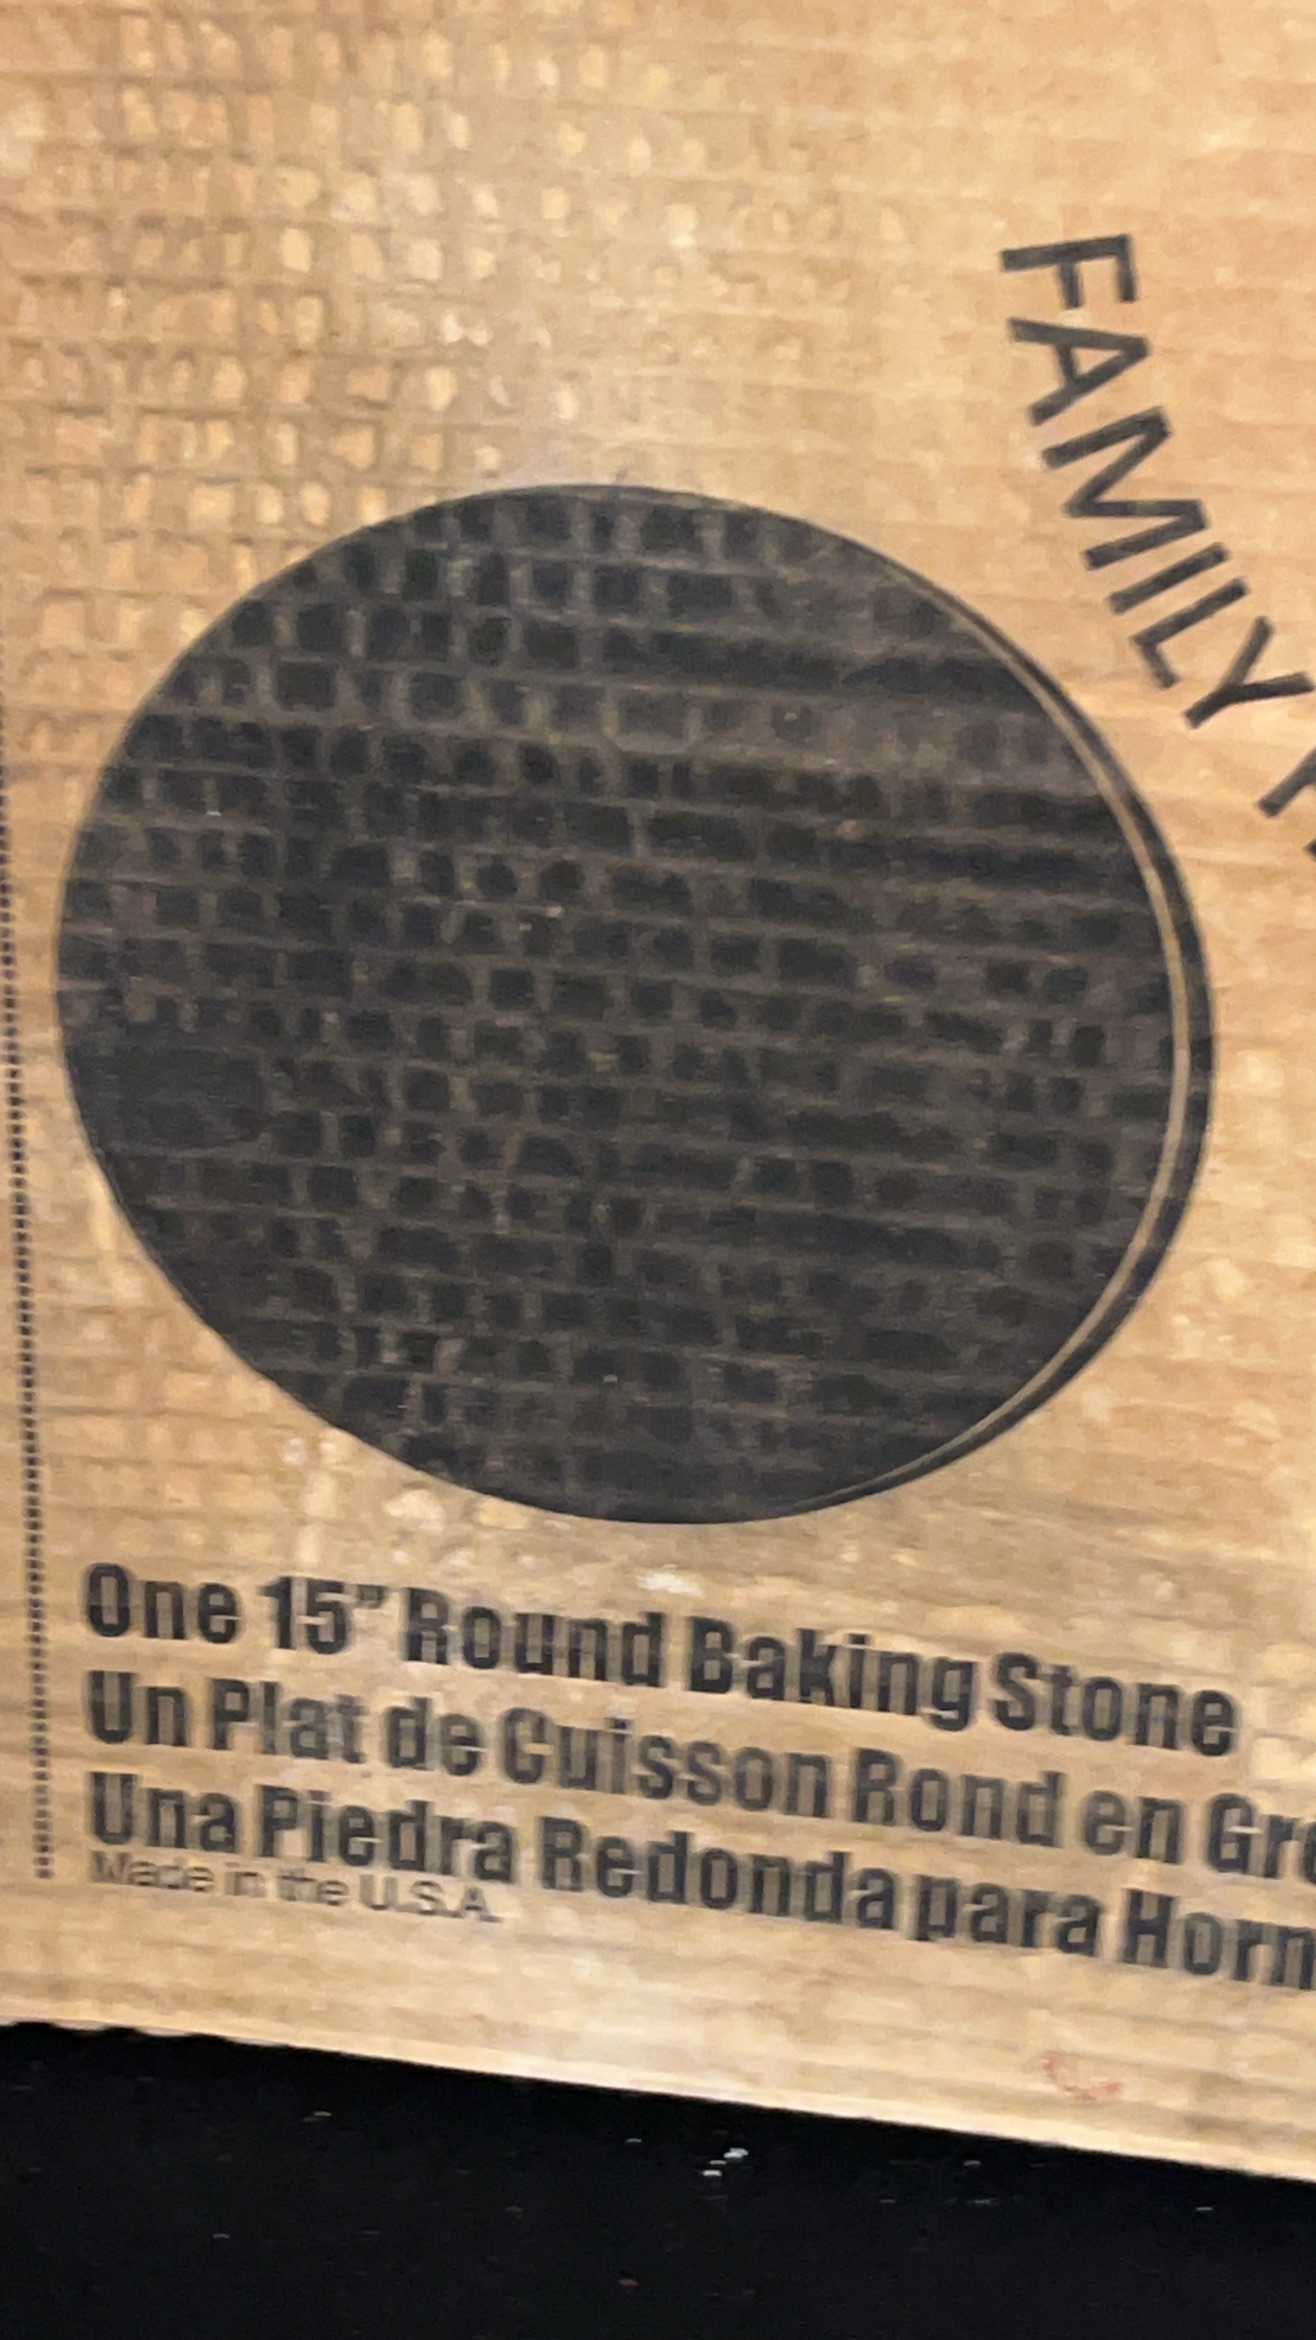 FAMILY
One 15" Round Baking Stone
Un Plat de Cuisson Rond en
Una Piedra Redonda para
Made in the U.S.A.